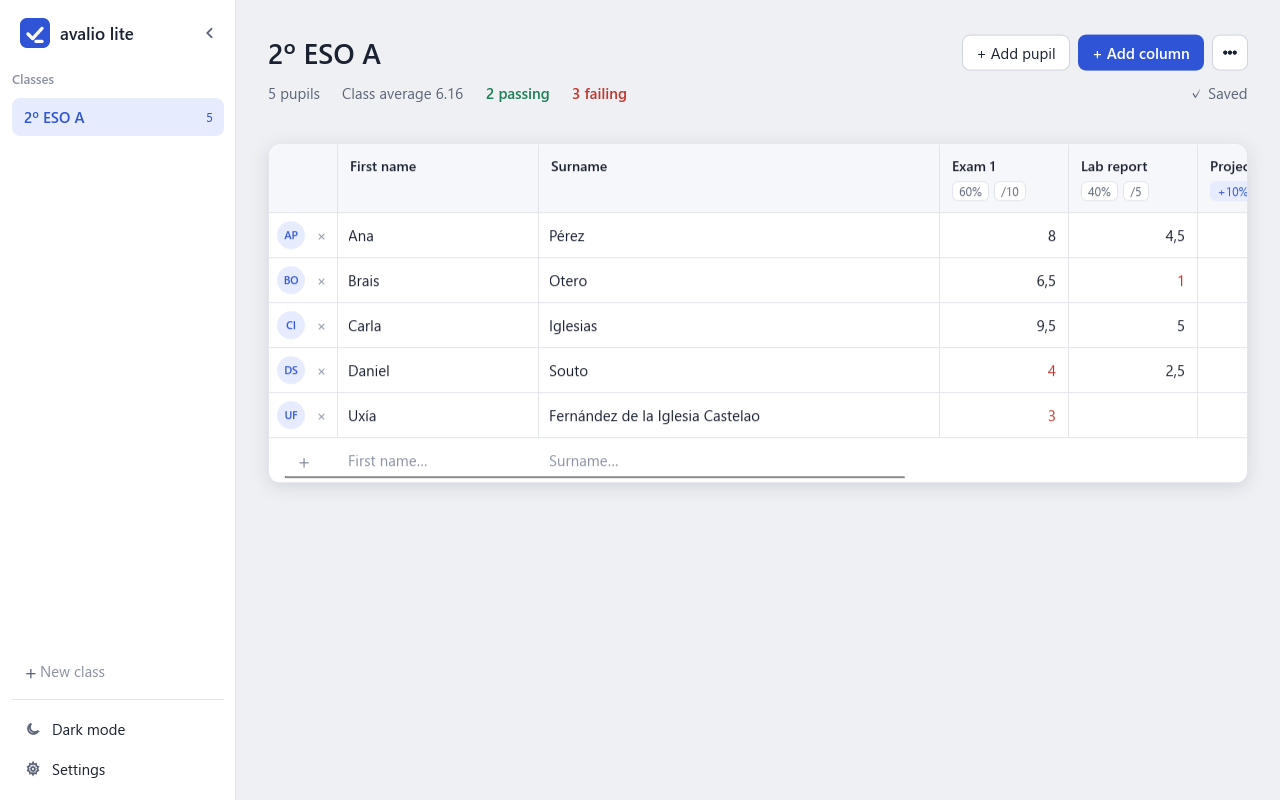 avalio lite
Classes
2º ESO A 5
+ New class
Dark mode
Settings
2º ESO A
+ Add pupil + Add column •••
5 pupils Class average 6.16 2 passing 3 failing ✓ Saved
First name Surname Exam 1 Lab report Projec
60% /10 40% /5 +10%
AP × Ana Pérez 8 4,5
BO × Brais Otero 6,5 1
CI × Carla Iglesias 9,5 5
DS × Daniel Souto 4 2,5
UF × Uxía Fernández de la Iglesia Castelao 3
+ First name... Surname...